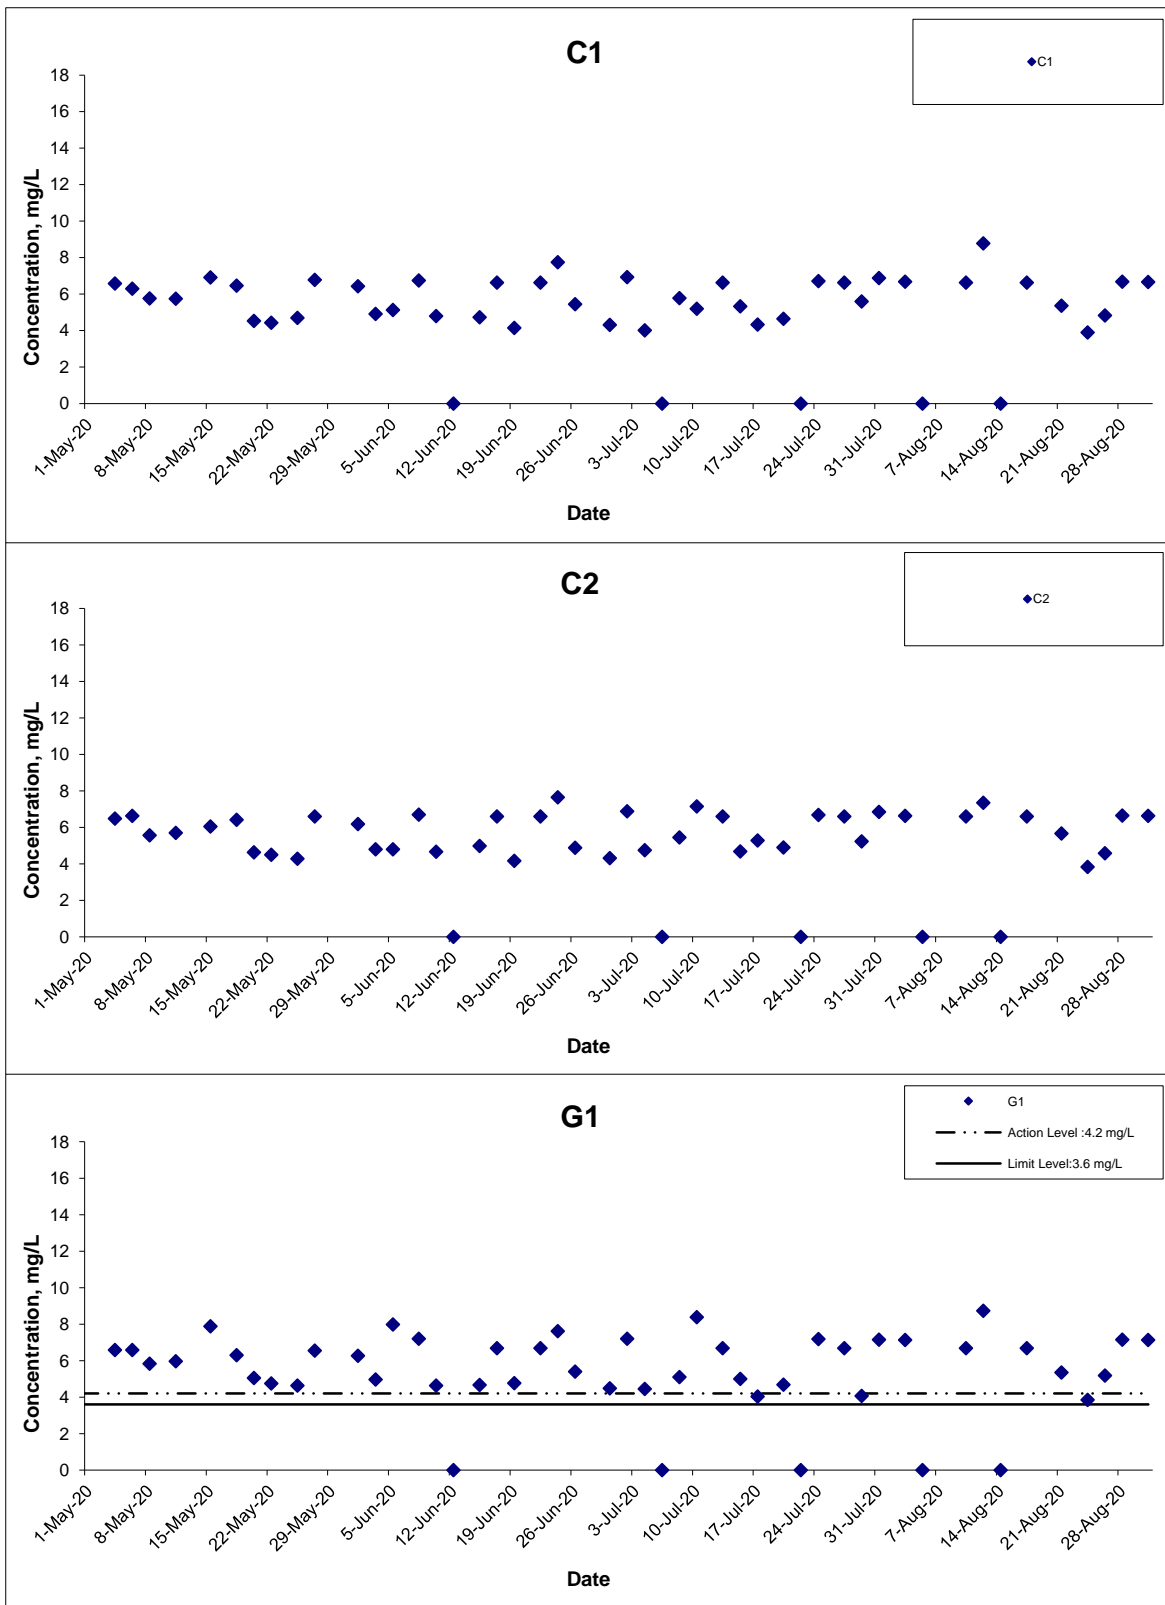 C1
C1
18
16
14
12
10
8
6
4
2
0
Concentration, mg/L
1-May-20
8-May-20
15-May-20
22-May-20
29-May-20
5-Jun-20
12-Jun-20
19-Jun-20
26-Jun-20
3-Jul-20
10-Jul-20
17-Jul-20
24-Jul-20
31-Jul-20
7-Aug-20
14-Aug-20
21-Aug-20
28-Aug-20
Date
C2
C2
18
16
14
12
10
8
6
4
2
0
Concentration, mg/L
1-May-20
8-May-20
15-May-20
22-May-20
29-May-20
5-Jun-20
12-Jun-20
19-Jun-20
26-Jun-20
3-Jul-20
10-Jul-20
17-Jul-20
24-Jul-20
31-Jul-20
7-Aug-20
14-Aug-20
21-Aug-20
28-Aug-20
Date
G1
G1
Action Level :4.2 mg/L
Limit Level:3.6 mg/L
18
16
14
12
10
8
6
4
2
0
Concentration, mg/L
1-May-20
8-May-20
15-May-20
22-May-20
29-May-20
5-Jun-20
12-Jun-20
19-Jun-20
26-Jun-20
3-Jul-20
10-Jul-20
17-Jul-20
24-Jul-20
31-Jul-20
7-Aug-20
14-Aug-20
21-Aug-20
28-Aug-20
Date